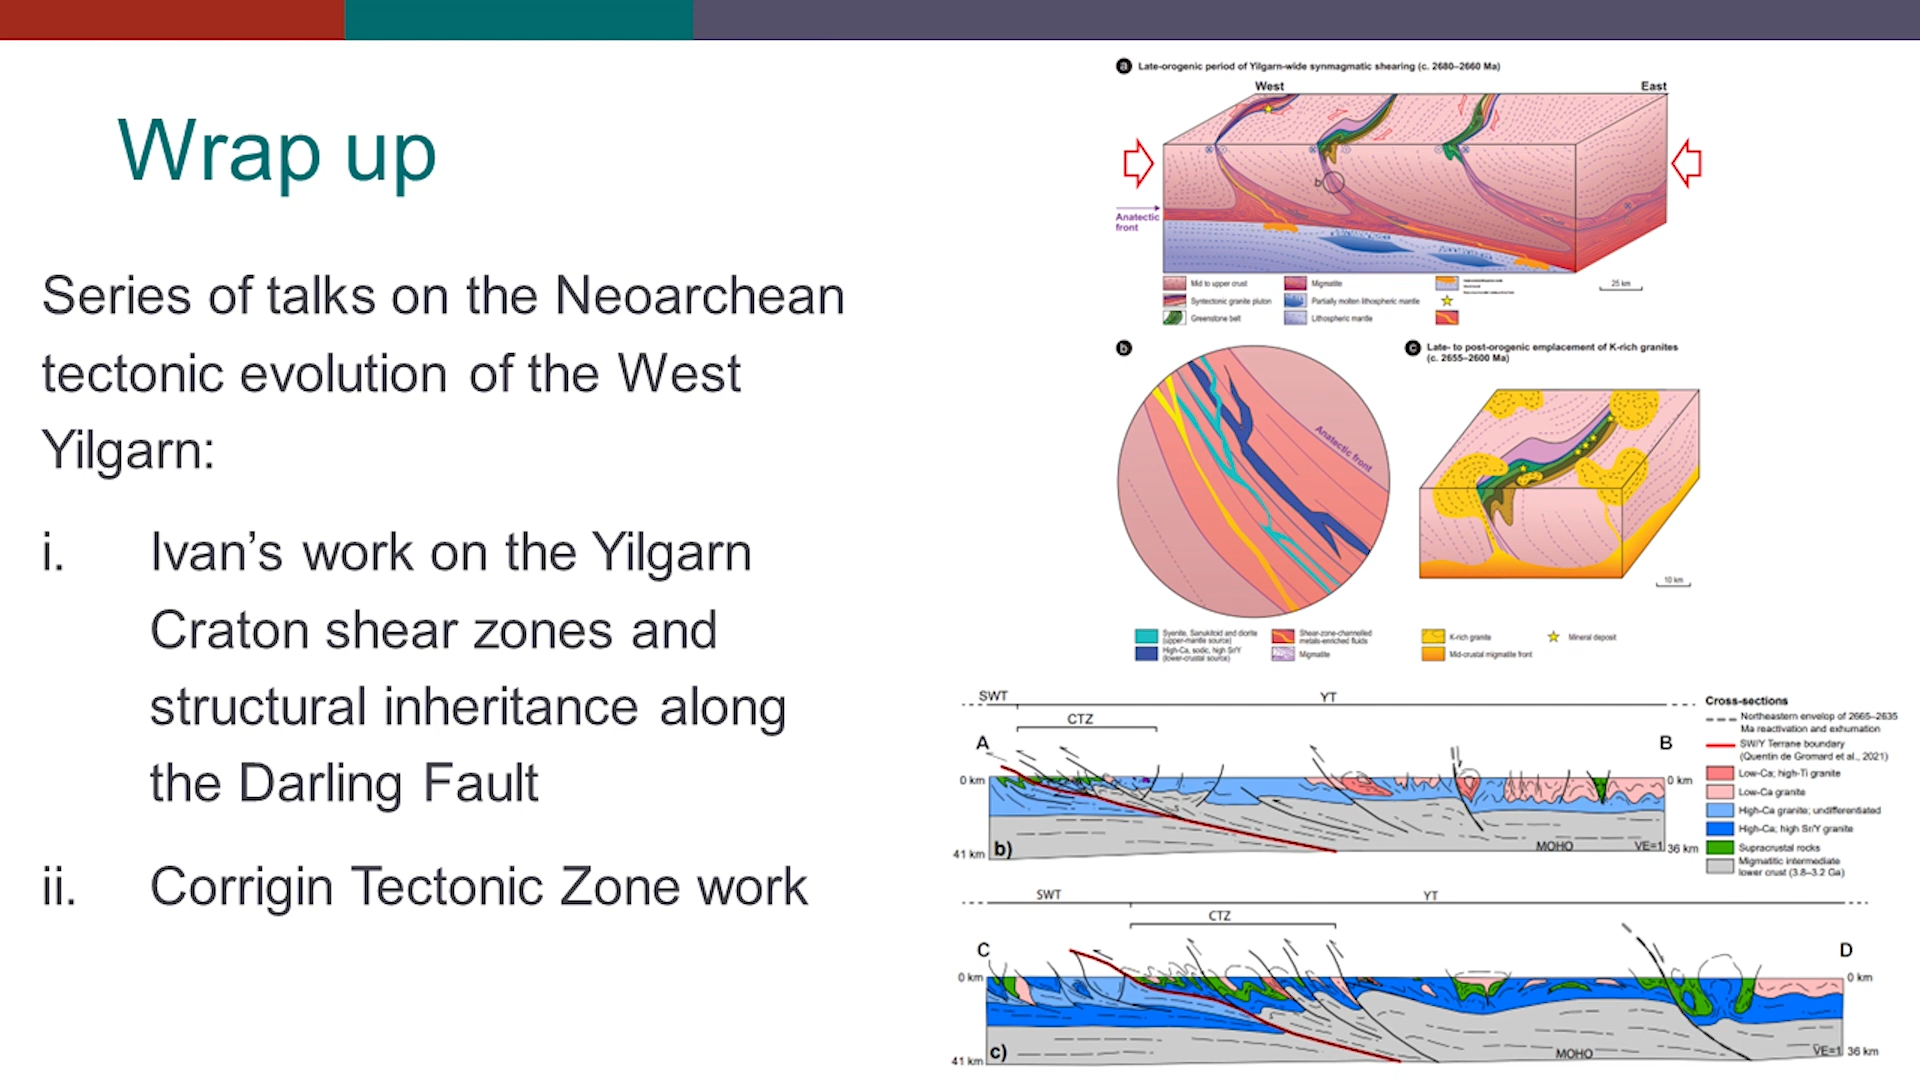 Wrap up
Series of talks on the Neoarchean
tectonic evolution of the West
Yilgarn:
i. Ivan’s work on the Yilgarn
Craton shear zones and
structural inheritance along
the Darling Fault
ii. Corrigin Tectonic Zone work
a Late-orogenic period of Yilgarn-wide synmagmatic shearing (c. 2680–2660 Ma)
West East
b
Anatectic
front
Mid to upper crust
Syntectonic granite pluton
Greenstone belt
Migmatite
Partially molten lithospheric mantle
Lithospheric mantle
25 km
b
Anatectic front
Syenite, Sanukitoid and diorite
(upper-mantle source)
High-Ca, sodic, high Sr/Y
(lower-crustal source)
Shear-zone-channelled
metals-enriched fluids
Migmatite
c Late- to post-orogenic emplacement of K-rich granites
(c. 2655–2600 Ma)
10 km
K-rich granite
Mid-crustal migmatite front
Mineral deposit
SWT YT
CTZ
A B
0 km 0 km
41 km b) MOHO VE=1 36 km
SWT YT
CTZ
C D
0 km 0 km
41 km c) MOHO VE=1 36 km
Cross-sections
Northeastern envelop of 2665–2635
Ma reactivation and exhumation
SW/Y Terrane boundary
(Quentin de Gromard et al., 2021)
Low-Ca; high-Ti granite
Low-Ca granite
High-Ca granite; undifferentiated
High-Ca; high Sr/Y granite
Supracrustal rocks
Migmatitic intermediate
lower crust (3.8–3.2 Ga)